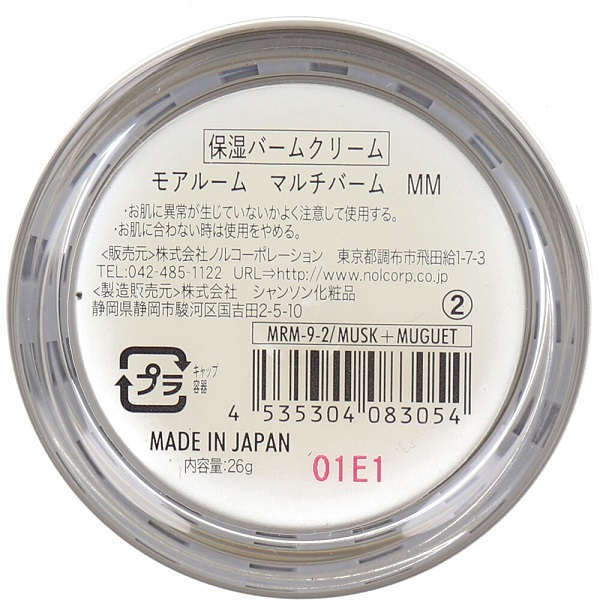 保湿バームクリーム
モアルーム　マルチバーム　MM
・お肌に異常が生じていないかよく注意して使用する。
・お肌に合わない時は使用をやめる。
<販売元>株式会社ノルコーポレーション　東京都調布市飛田給1-7-3
TEL:042-485-1122　URL⇒http://www.nolcorp.co.jp
<製造販売元>株式会社　シャンソン化粧品
静岡県静岡市駿河区国吉田2-5-10
②
MRM-9-2/MUSK+MUGUET
プラ
キャップ
容器
4 535304 083054
MADE IN JAPAN
内容量:26g
01E1